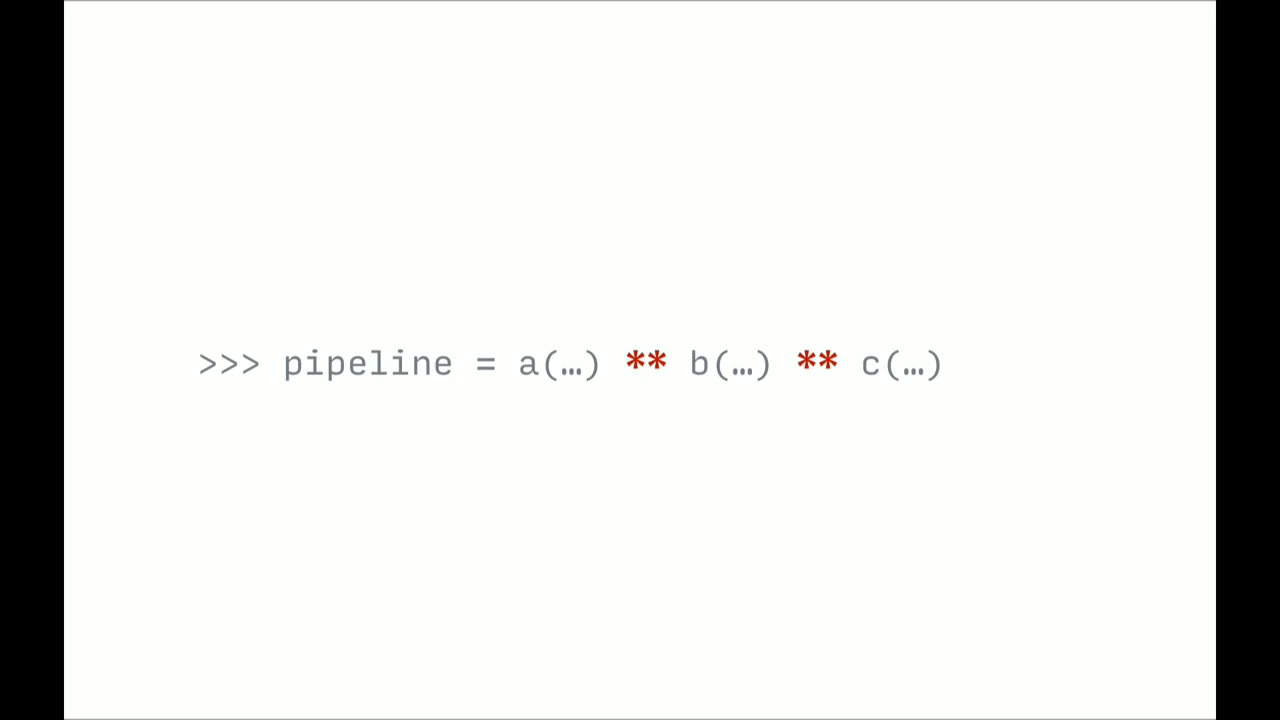 >>> pipeline = a(…) ** b(…) ** c(…)